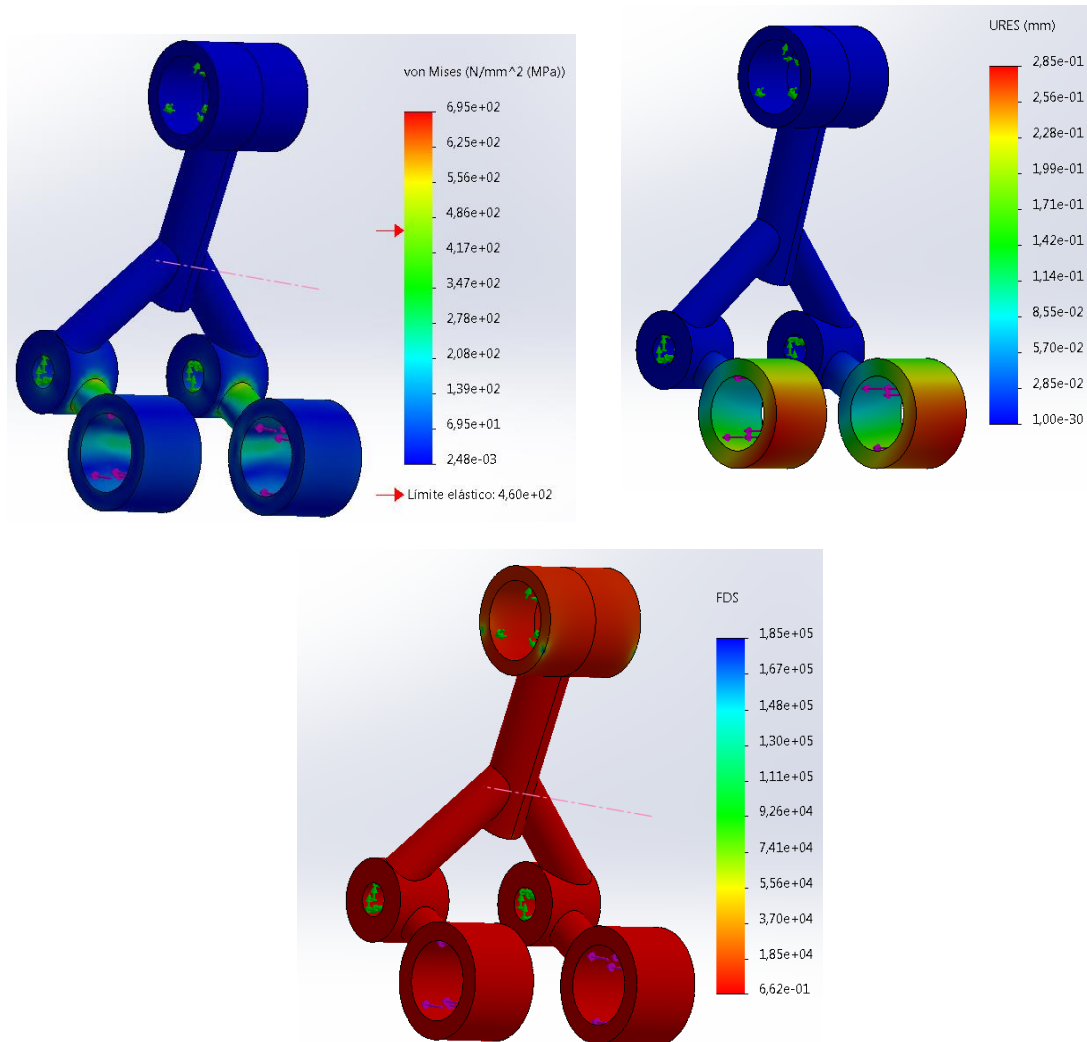 von Mises (N/mm^2 (MPa))
6,95e+02
6,25e+02
5,56e+02
4,86e+02
4,17e+02
3,47e+02
2,78e+02
2,08e+02
1,39e+02
6,95e+01
2,48e-03
Límite elástico: 4,60e+02
URES (mm)
2,85e-01
2,56e-01
2,28e-01
1,99e-01
1,71e-01
1,42e-01
1,14e-01
8,55e-02
5,70e-02
2,85e-02
1,00e-30
FDS
1,85e+05
1,67e+05
1,48e+05
1,30e+05
1,11e+05
9,26e+04
7,41e+04
5,56e+04
3,70e+04
1,85e+04
6,62e-01